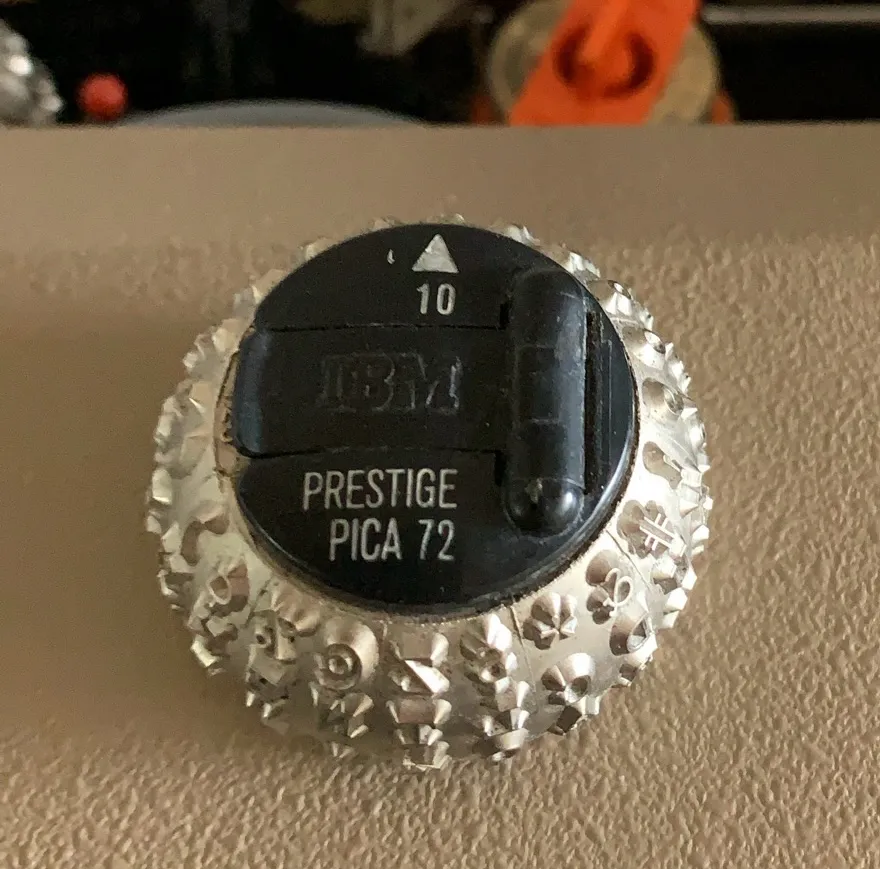 10
IBM
PRESTIGE
PICA 72